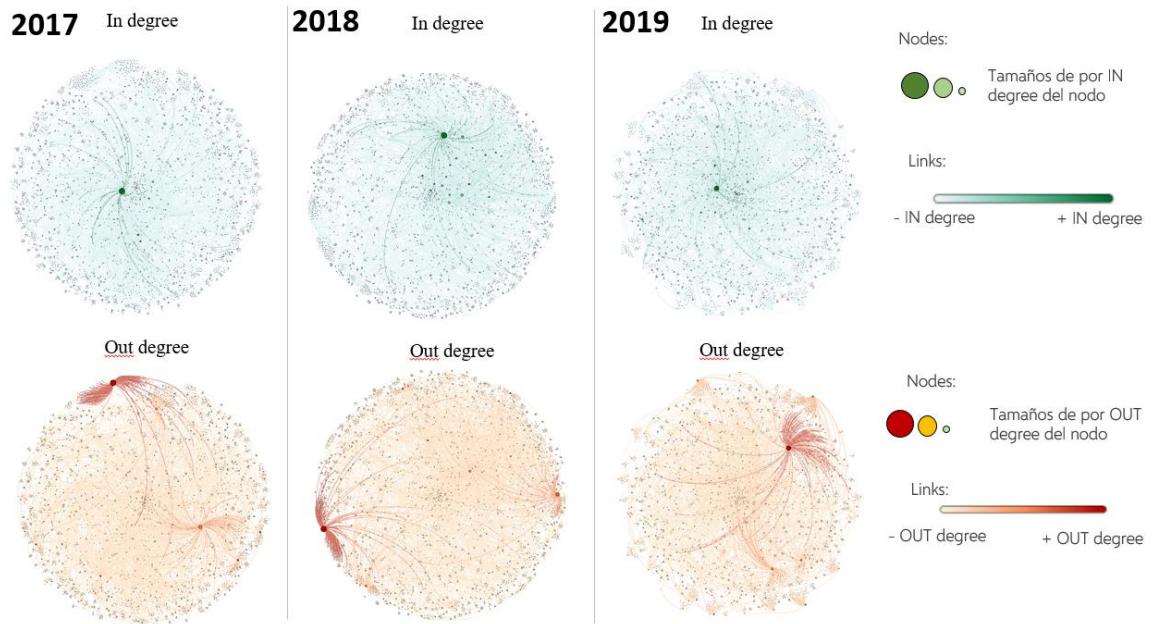 2017
In degree
2018
In degree
2019
In degree
Nodes:
Tamaños de por IN
degree del nodo
Links:
- IN degree
+ IN degree
Out degree
Out degree
Out degree
Nodes:
Tamaños de por OUT
degree del nodo
Links:
- OUT degree
+ OUT degree